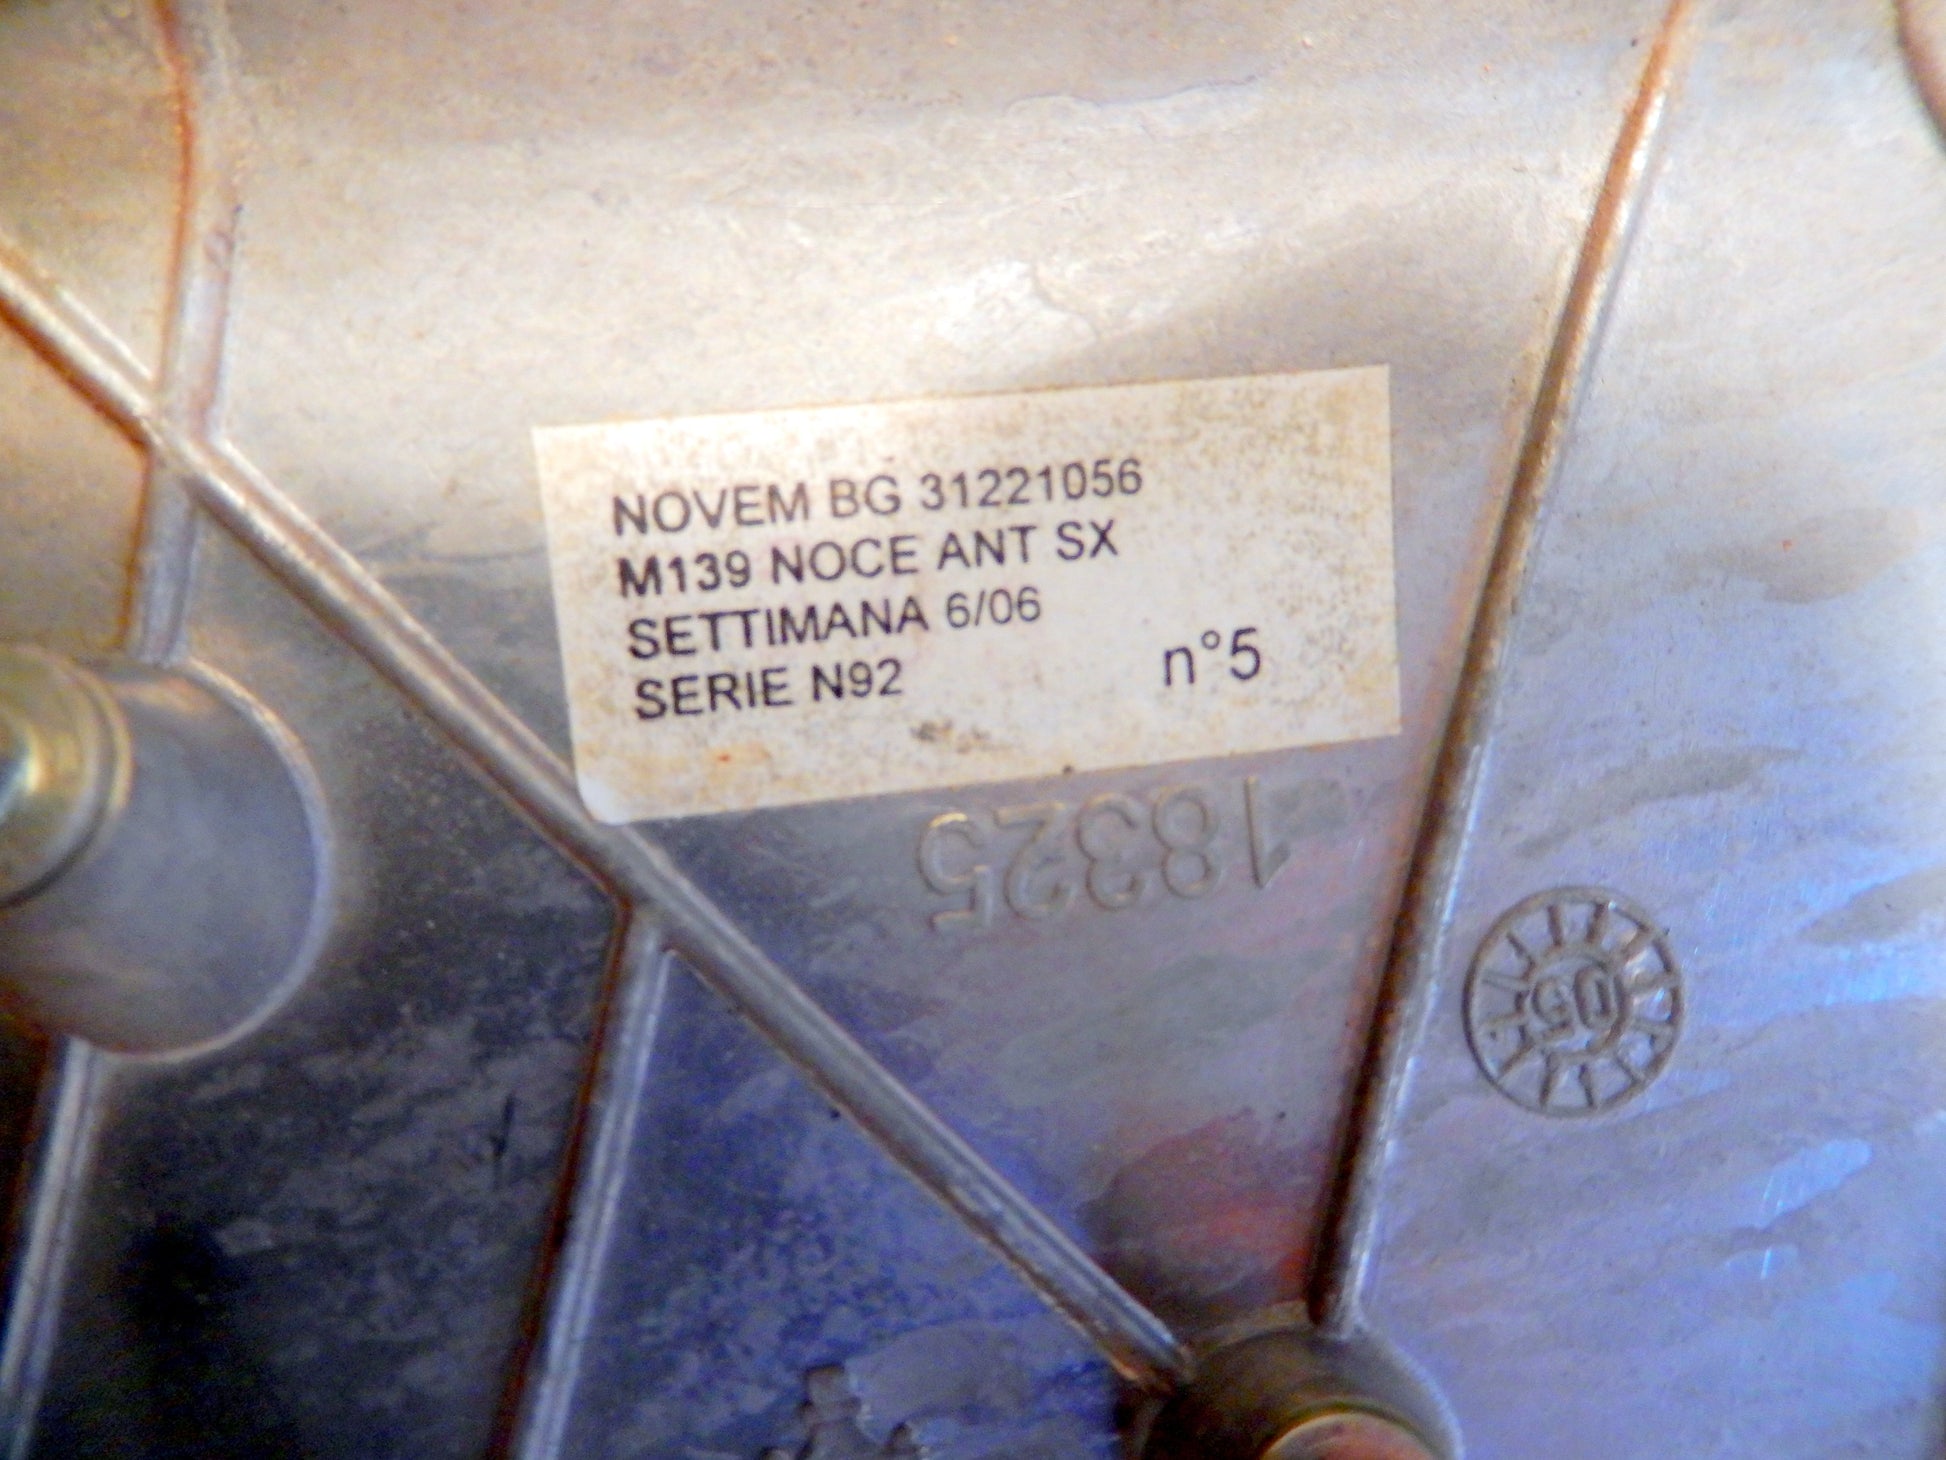 NOVEM BG 31221056
M139 NOCE ANT SX
SETTIMANA 6/06
SERIE N92 n°5
18325
05